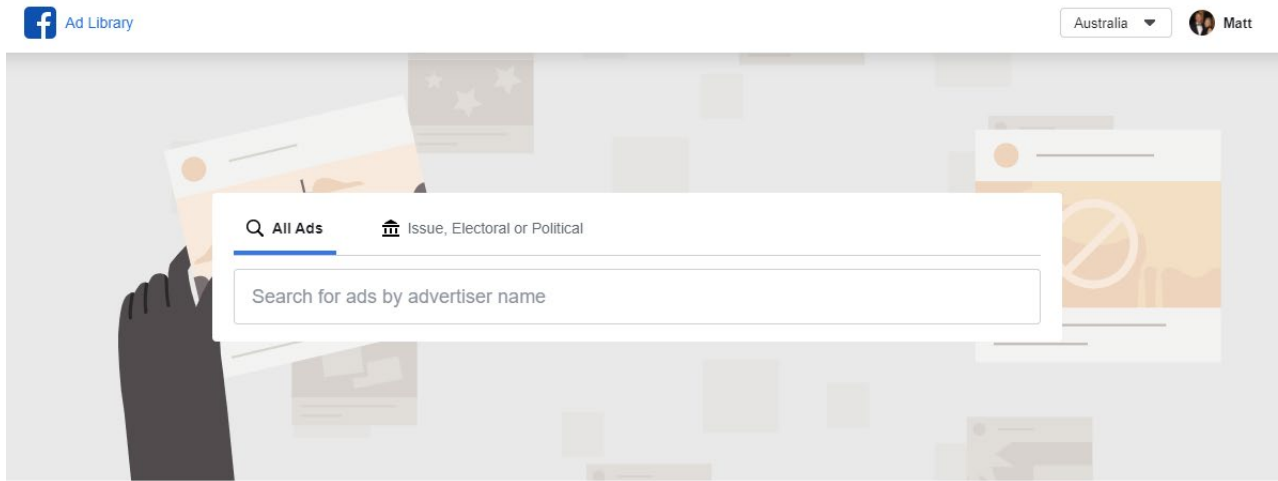 Ad Library
Australia
Matt
All Ads
Issue, Electoral or Political
Search for ads by advertiser name